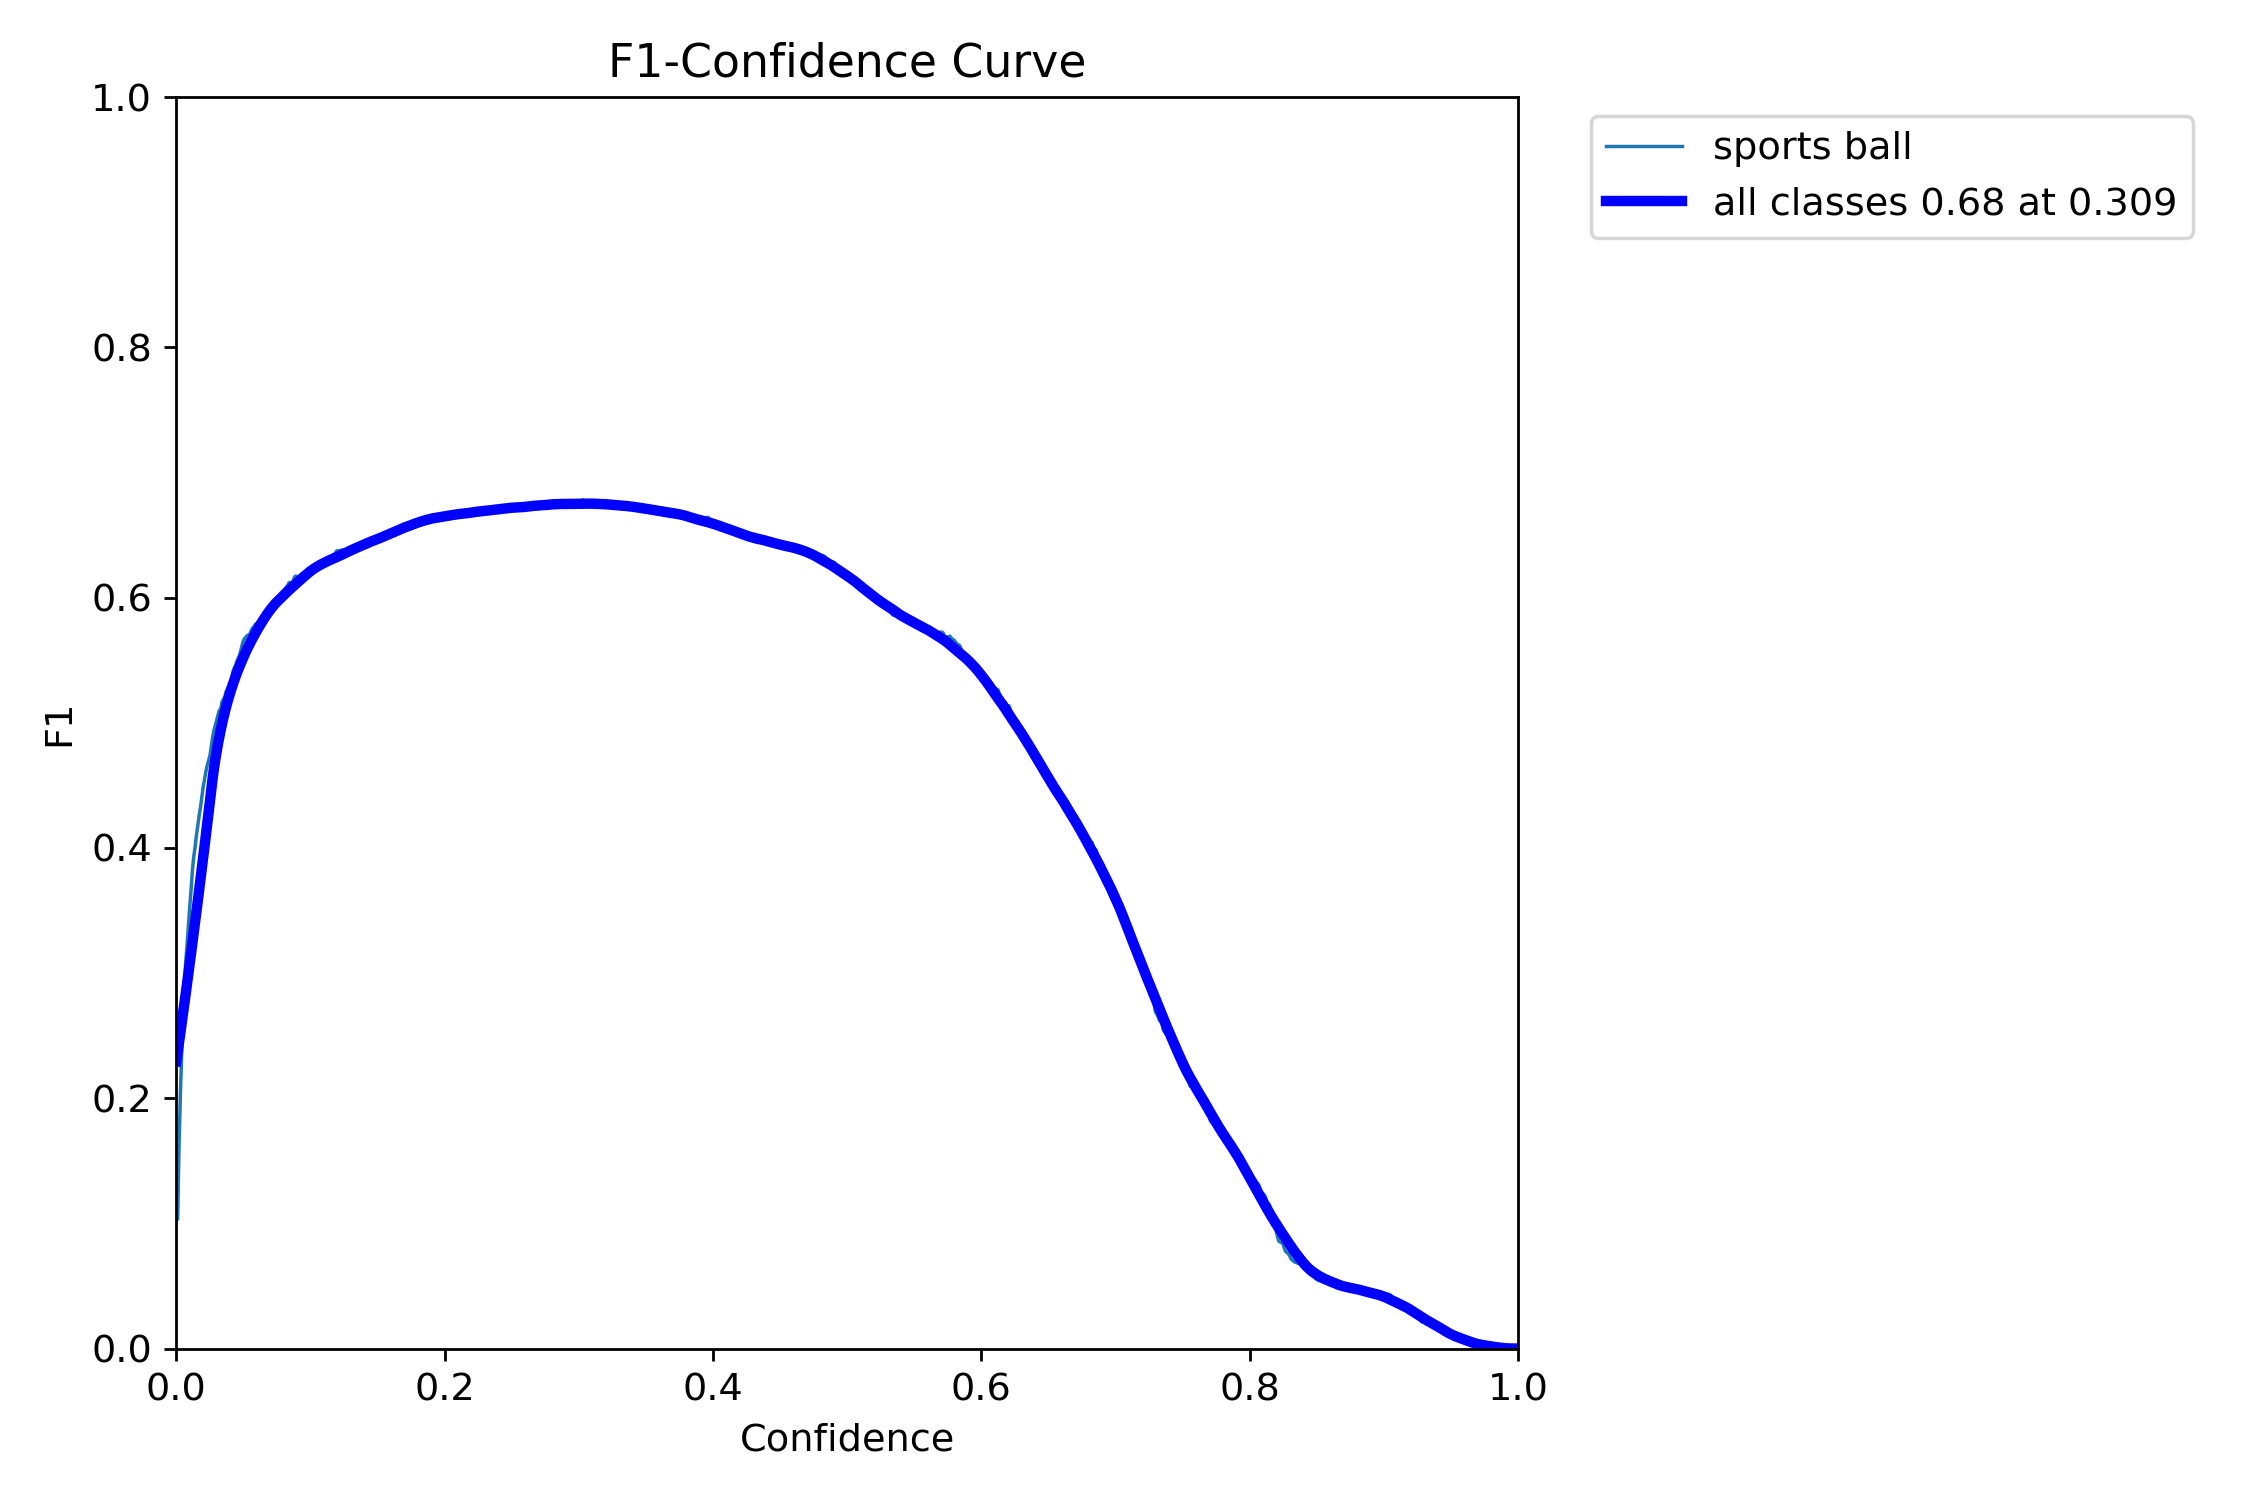 F1-Confidence Curve
1.0
0.8
0.6
0.4
0.2
0.0
F1
0.0 0.2 0.4 0.6 0.8 1.0
Confidence
sports ball
all classes 0.68 at 0.309